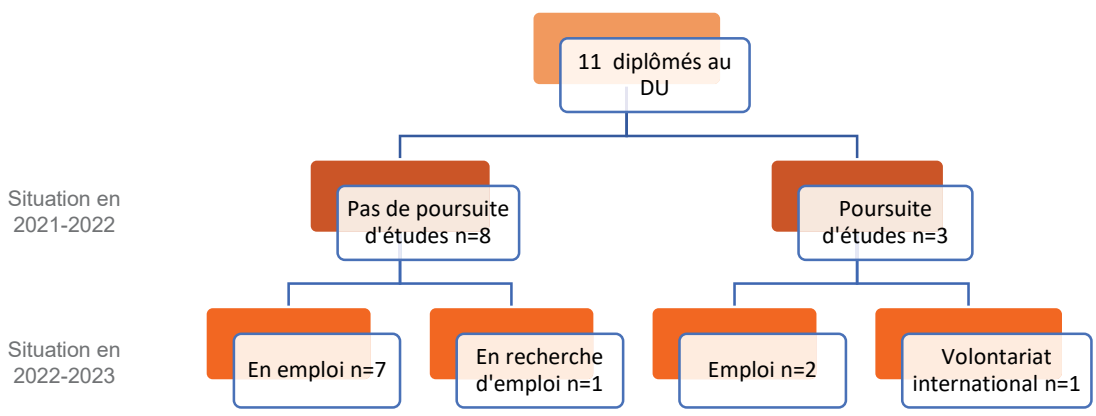 11 diplômés au
DU
Situation en
2021-2022
Pas de poursuite
d'études n=8
Poursuite
d'études n=3
Situation en
2022-2023
En emploi n=7
En recherche
d'emploi n=1
Emploi n=2
Volontariat
international n=1